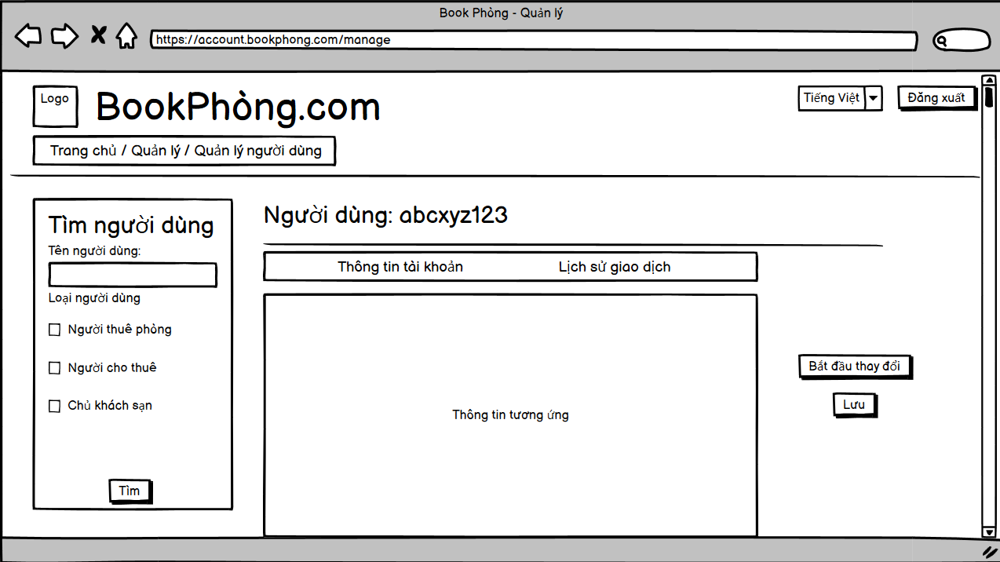 Book Phòng - Quản lý
https://account.bookphong.com/manage
Logo
BookPhòng.com
Tiếng Việt
Đăng xuất
Trang chủ / Quản lý / Quản lý người dùng
Tìm người dùng
Tên người dùng:
Loại người dùng
Người thuê phòng
Người cho thuê
Chủ khách sạn
Tìm
Người dùng: abcxyz123
Thông tin tài khoản
Lịch sử giao dịch
Thông tin tương ứng
Bắt đầu thay đổi
Lưu